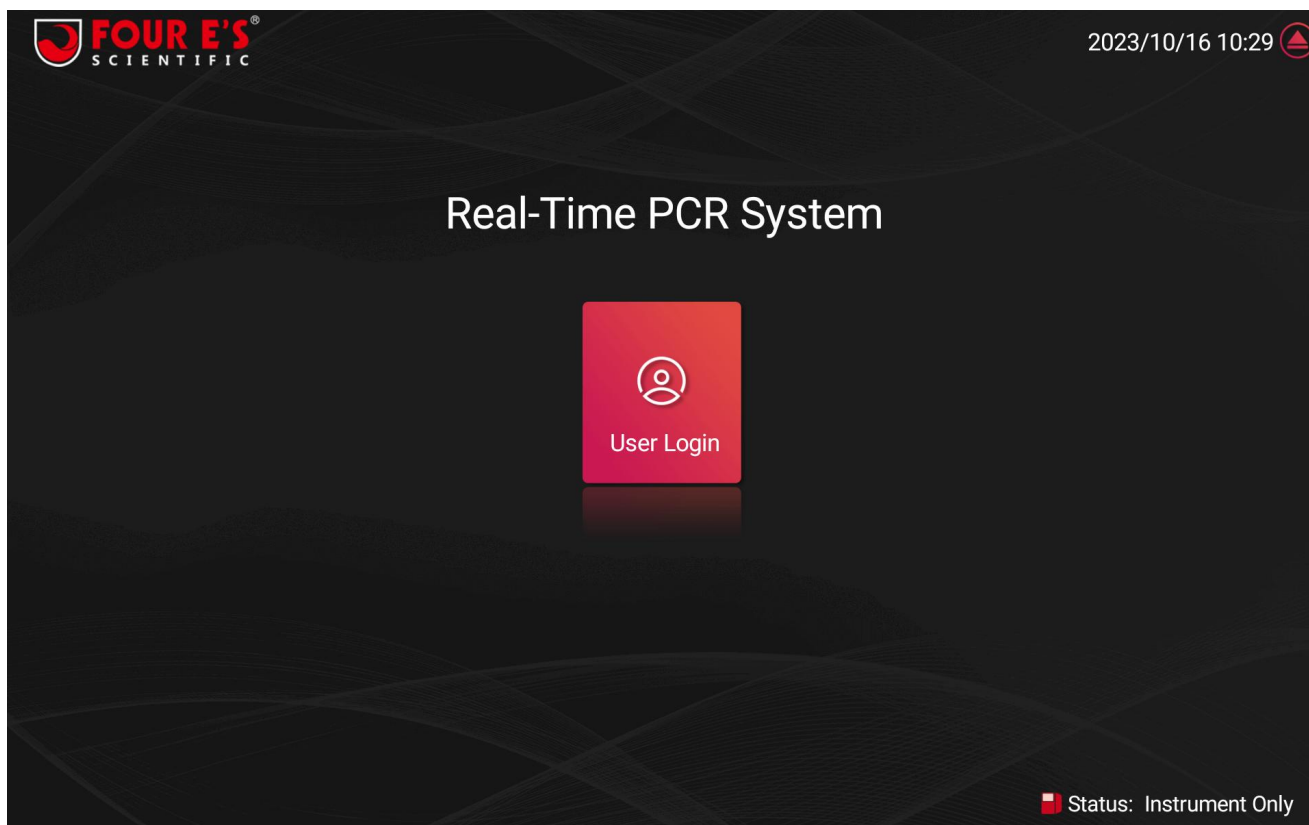 FOUR E'S®
SCIENTIFIC
2023/10/16 10:29
Real-Time PCR System
User Login
Status: Instrument Only